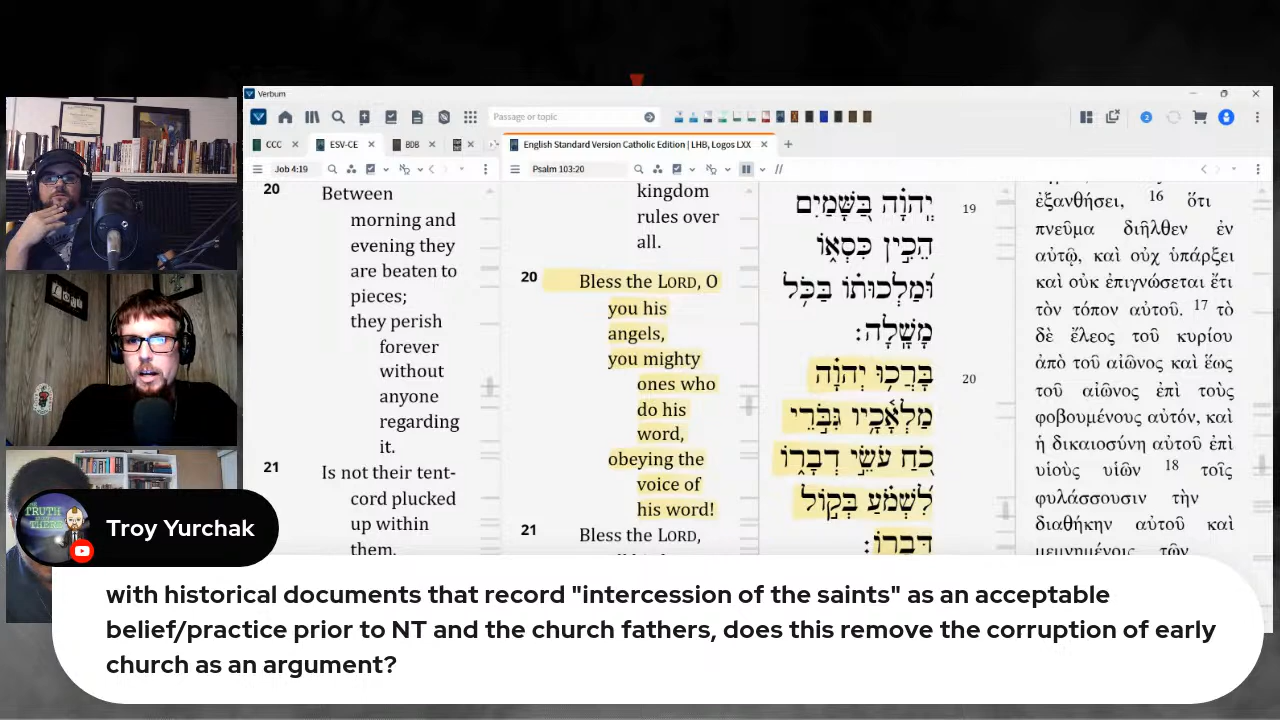 Verbum
Passage or topic
CCC
ESV-CE
BDB
English Standard Version Catholic Edition | LHB, Logos LXX
Job 4:19
Psalm 103:20
20 Between
morning and
evening they
are beaten to
pieces;
they perish
forever
without
anyone
regarding
it.
21 Is not their tent-
cord plucked
up within
them,
kingdom
rules over
all.
20 Bless the LORD, O
you his
angels,
you mighty
ones who
do his
word,
obeying the
voice of
his word!
21 Bless the LORD,
19 יְֽהוָ֗ה בַּ֭שָּׁמַיִם
הֵכִ֣ין כִּסְא֑וֹ
וּ֝מַלְכוּת֗וֹ בַּכֹּ֥ל
מָשָֽׁלָה׃
20 בָּרֲכ֥וּ יְהוָ֗ה
מַלְאָ֫כָ֥יו גִּבֹּ֣רֵי
כֹ֭חַ עֹשֵׂ֣י דְבָר֑וֹ
לִ֝שְׁמֹ֗עַ בְּק֣וֹל
דְּבָרֽוֹ׃
ἐξανθήσει, 16 ὅτι
πνεῦμα διῆλθεν ἐν
αὐτῷ, καὶ οὐχ ὑπάρξει
καὶ οὐκ ἐπιγνώσεται ἔτι
τὸν τόπον αὐτοῦ. 17 τὸ
δὲ ἔλεος τοῦ κυρίου
ἀπὸ τοῦ αἰῶνος καὶ ἕως
τοῦ αἰῶνος ἐπὶ τοὺς
φοβουμένους αὐτόν, καὶ
ἡ δικαιοσύνη αὐτοῦ ἐπὶ
υἱοὺς υἱῶν 18 τοῖς
φυλάσσουσιν τὴν
διαθήκην αὐτοῦ καὶ
μεμνημένοις τῶν
TRUTH
THERE
Troy Yurchak
with historical documents that record "intercession of the saints" as an acceptable
belief/practice prior to NT and the church fathers, does this remove the corruption of early
church as an argument?